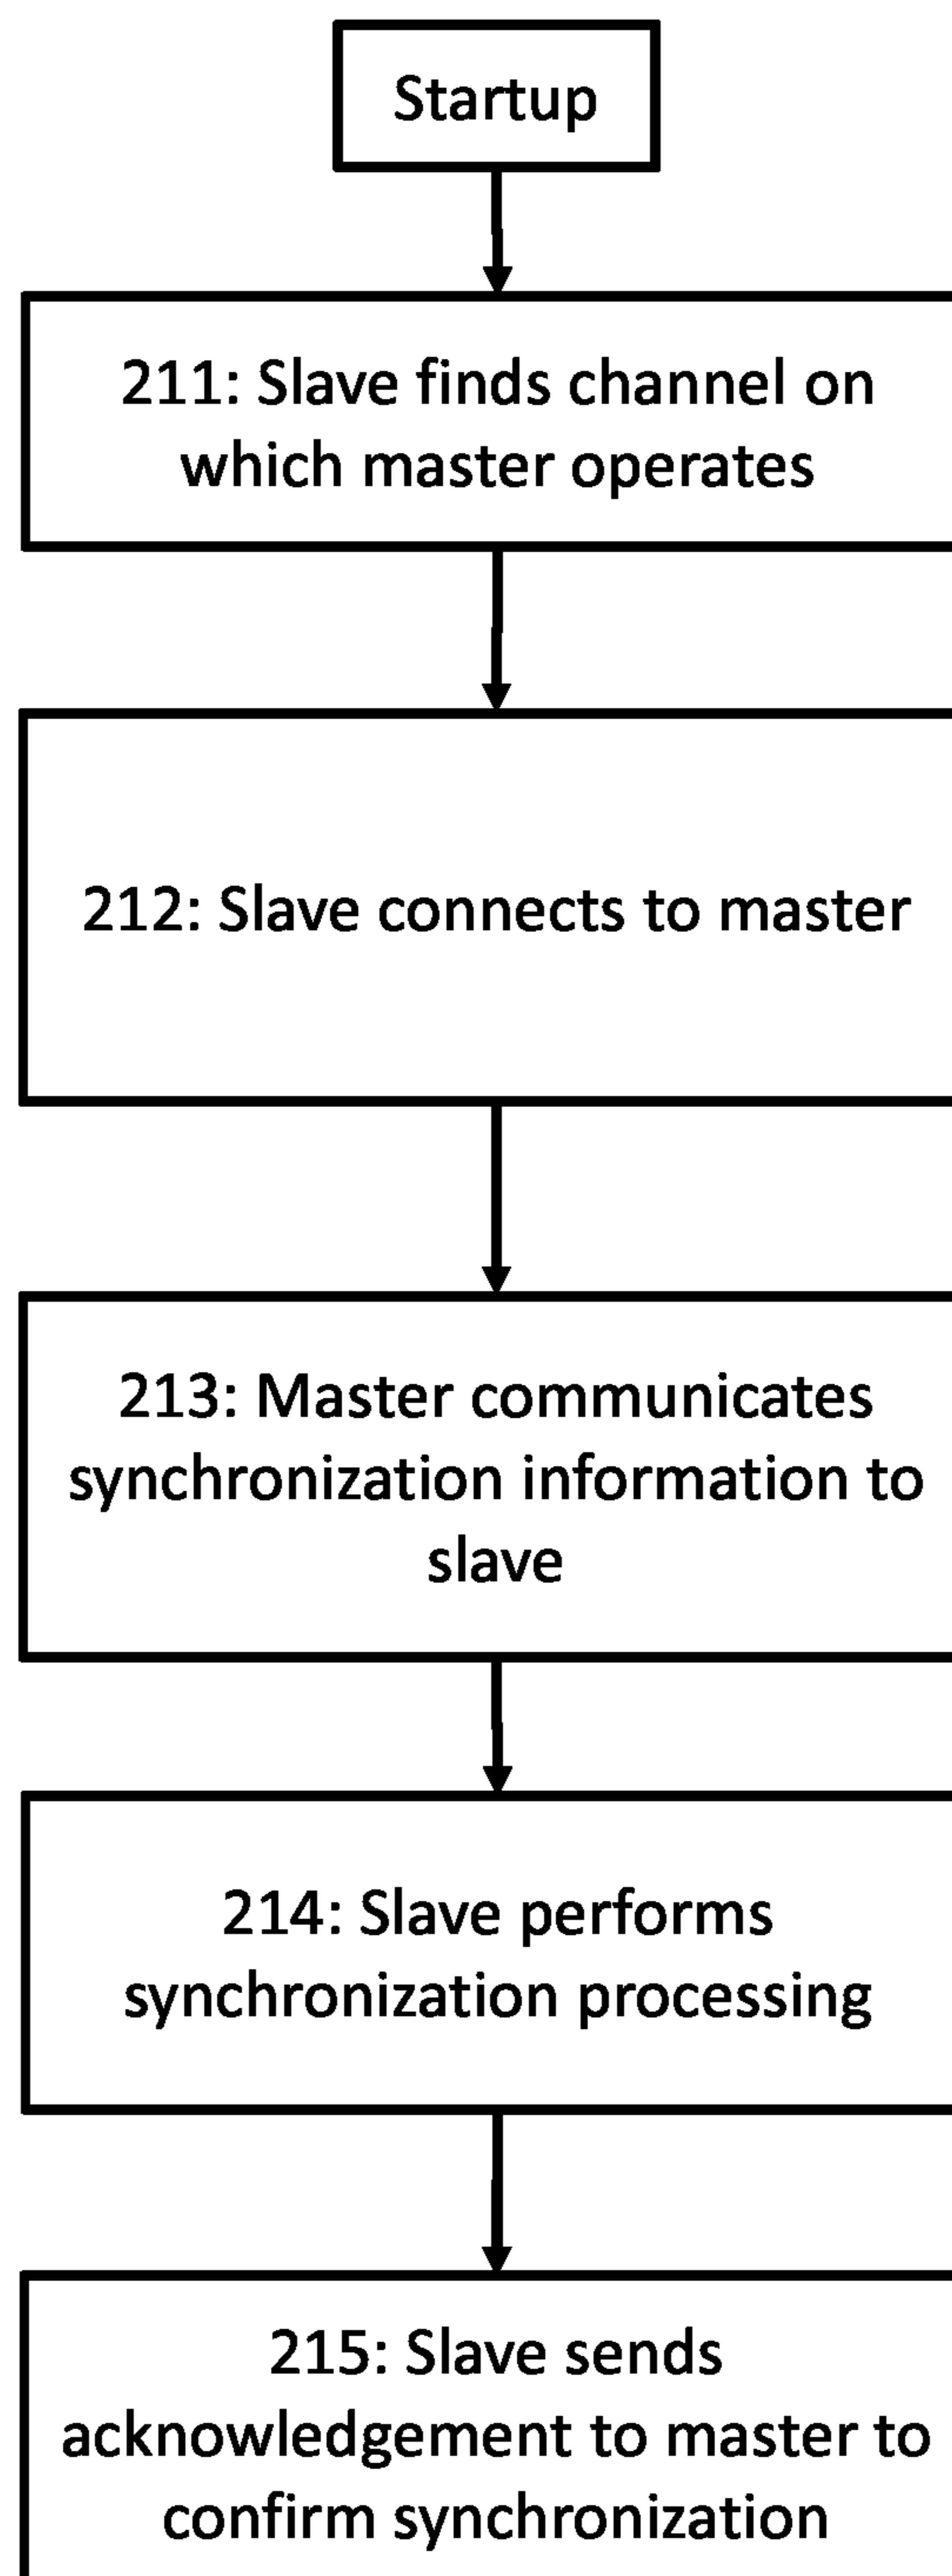 Startup
211: Slave finds channel on
which master operates
212: Slave connects to master
213: Master communicates
synchronization information to
slave
214: Slave performs
synchronization processing
215: Slave sends
acknowledgement to master to
confirm synchronization